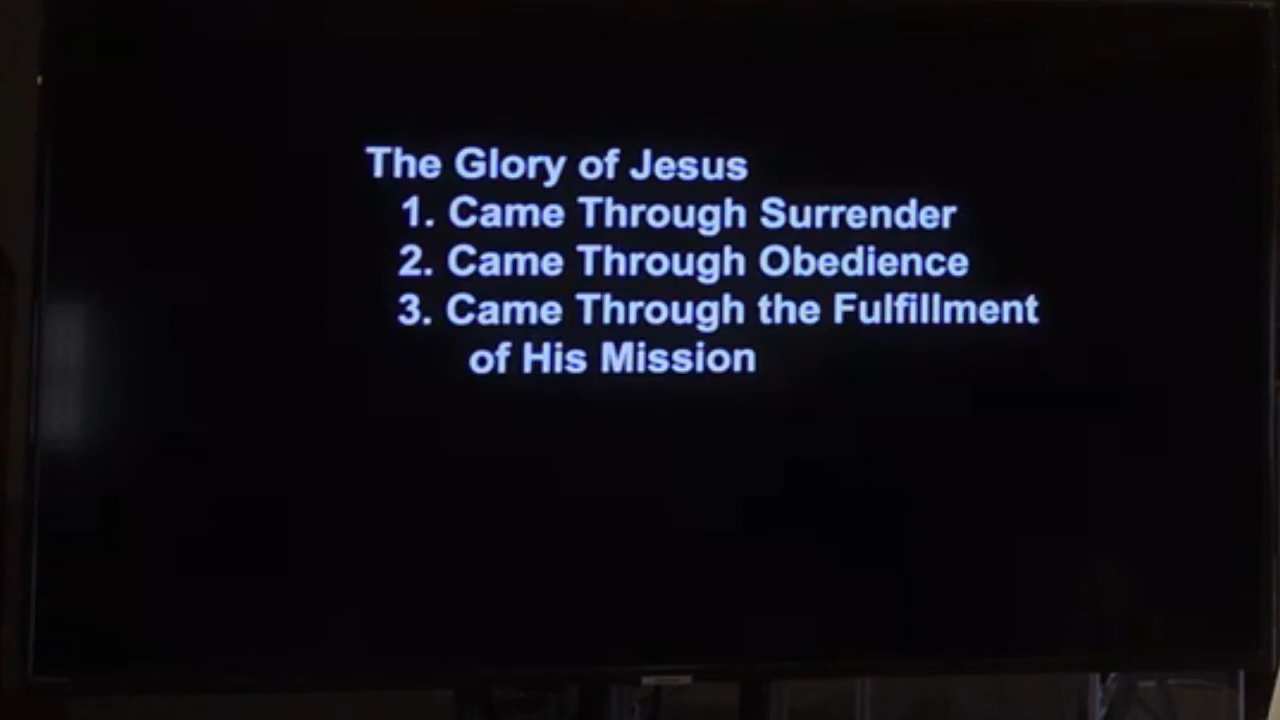 The Glory of Jesus
1. Came Through Surrender
2. Came Through Obedience
3. Came Through the Fulfillment
of His Mission